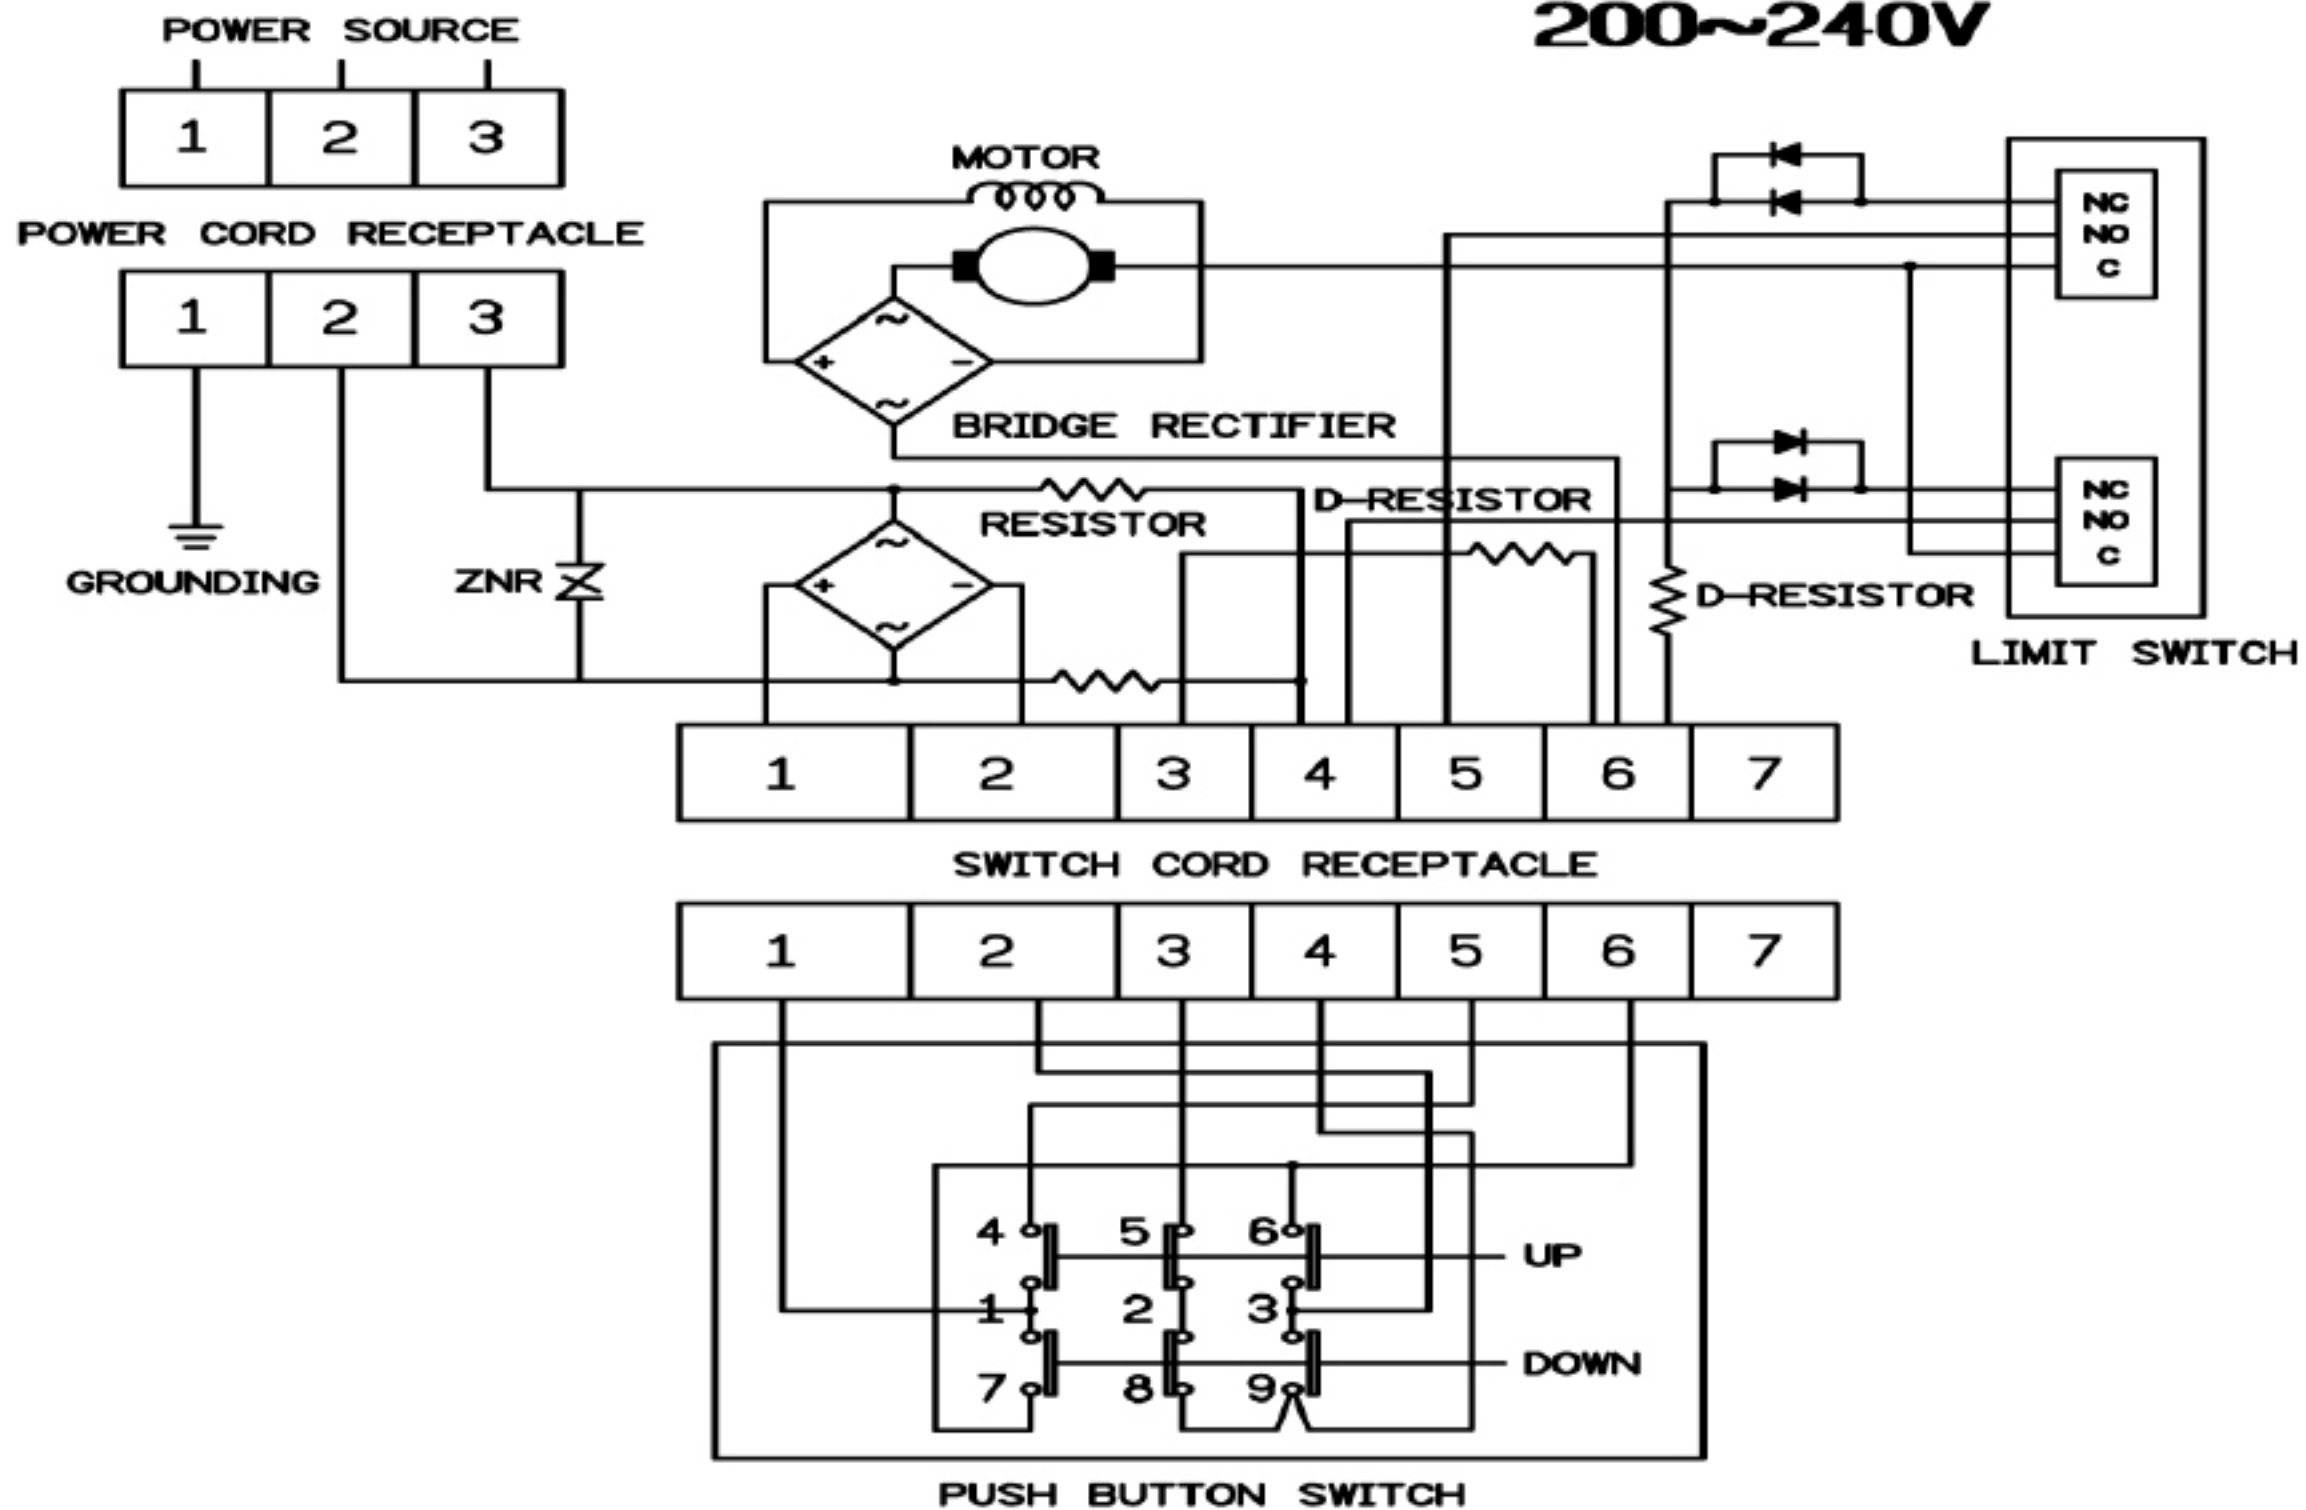 200~240V
POWER SOURCE
1 2 3
POWER CORD RECEPTACLE
1 2 3
GROUNDING
ZNR
MOTOR
~
+ -
~
BRIDGE RECTIFIER
RESISTOR
~
+ -
~
D-RESISTOR
D-RESISTOR
NC
NO
C
NC
NO
C
LIMIT SWITCH
1 2 3 4 5 6 7
SWITCH CORD RECEPTACLE
1 2 3 4 5 6 7
4 5 6
UP
1 2 3
DOWN
7 8 9
PUSH BUTTON SWITCH